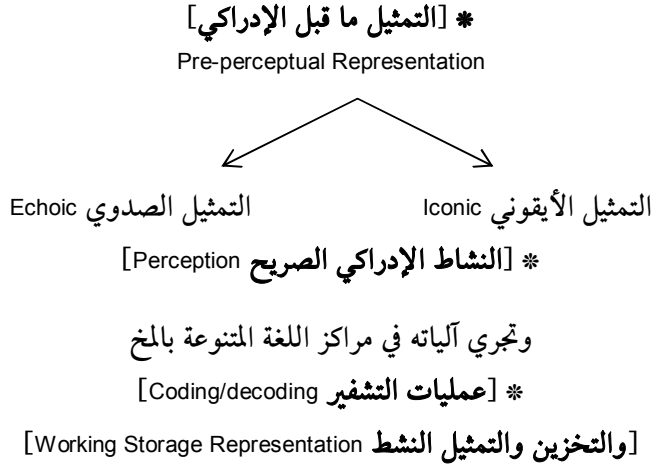 * [التمثيل ما قبل الإدراكي]
Pre-perceptual Representation
التمثيل الأيقوني Iconic
التمثيل الصدوي Echoic
* [النشاط الإدراكي الصريح Perception]
وتجري آلياته في مراكز اللغة المتنوعة بالمخ
* [عمليات التشفير Coding/decoding]
[والتخزين والتمثيل النشط Working Storage Representation]